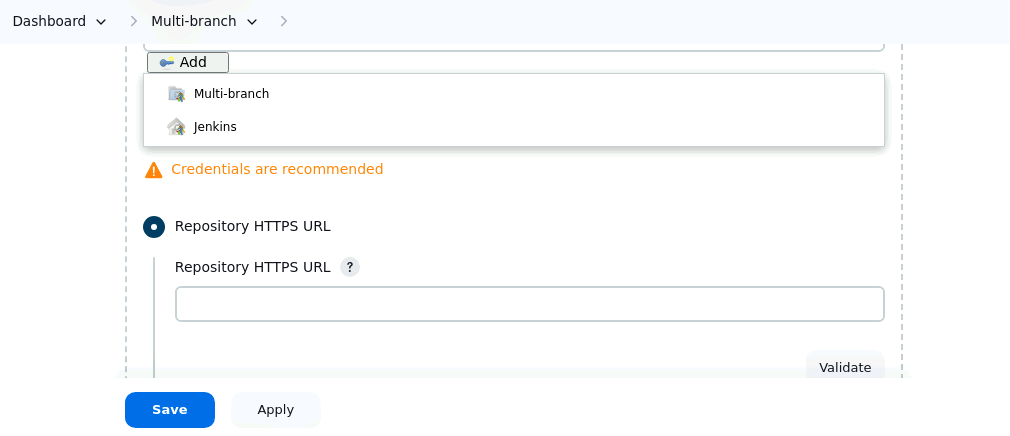 Dashboard Multi-branch
Add
Multi-branch
Jenkins
Credentials are recommended
Repository HTTPS URL
Repository HTTPS URL ?
Validate
Save Apply